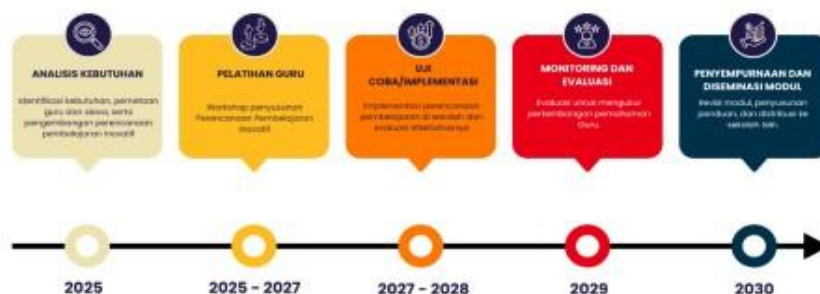 ANALISIS KEBUTUHAN
Identifikasi kebutuhan, pemetaan
guru dan siswa, serta
pengembangan perencanaan
pembelajaran inovatif
PELATIHAN GURU
Workshop penyusunan
Perencanaan Pembelajaran
Inovatif
UJI
COBA/IMPLEMENTASI
Implementasi perencanaan
pembelajaran di sekolah dan
evaluasi efektivitasnya
MONITORING DAN
EVALUASI
Evaluasi untuk mengukur
perkembangan pemahaman
Guru.
PENYEMPURNAAN DAN
DISEMINASI MODUL
Revisi modul, penyusunan
panduan, dan distribusi ke
sekolah lain.
2025
2025 - 2027
2027 - 2028
2029
2030